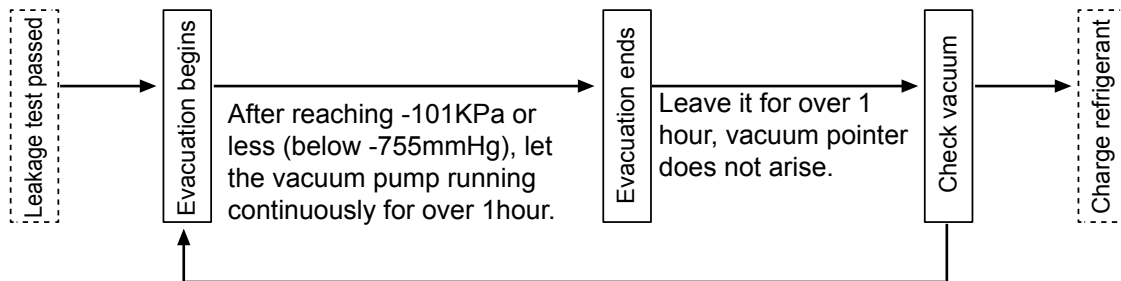 Leakage test passed
Evacuation begins
After reaching -101KPa or
less (below -755mmHg), let
the vacuum pump running
continuously for over 1hour.
Evacuation ends
Leave it for over 1
hour, vacuum pointer
does not arise.
Check vacuum
Charge refrigerant